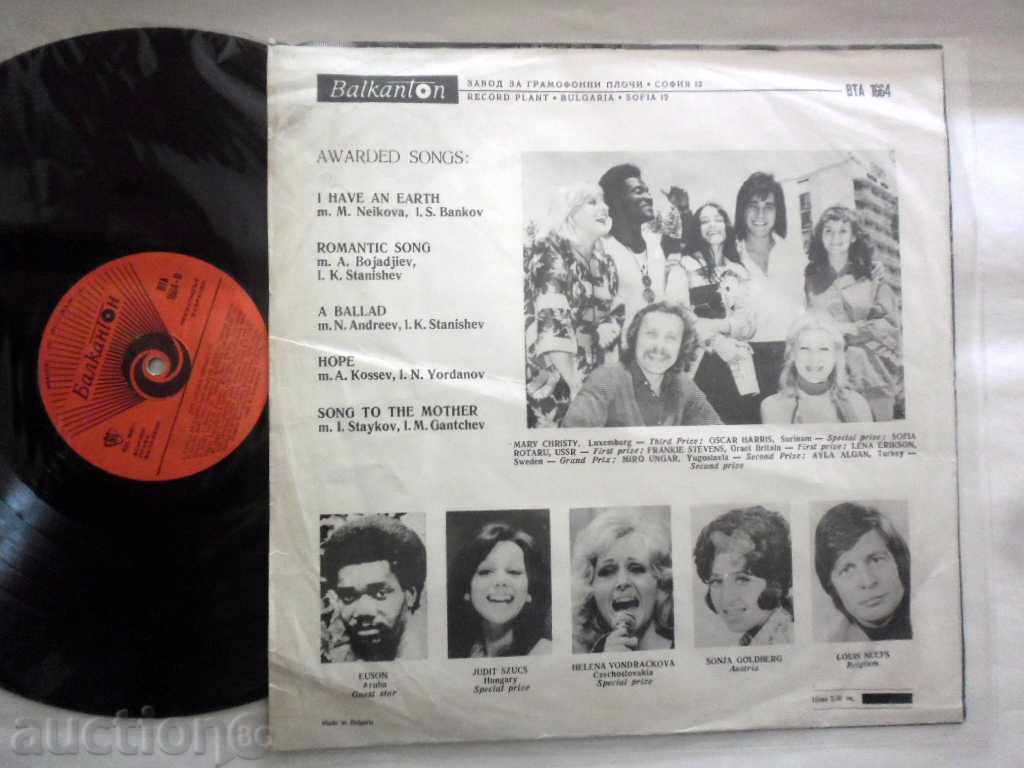 Balkanton
ЗАВОД ЗА ГРАМОФОННИ ПЛОЧИ • СОФИЯ 12
RECORD PLANT • BULGARIA • SOFIA 12
BTA 1664
AWARDED SONGS:
I HAVE AN EARTH
m. M. Neikova, l. S. Bankov
ROMANTIC SONG
m. A. Bojadjiev,
l. K. Stanishev
A BALLAD
m. N. Andreev, l. K. Stanishev
HOPE
m. A. Kossev, l. N. Yordanov
SONG TO THE MOTHER
m. I. Staykov, l. M. Gantchev
MARY CHRISTY, Luxemburg — Third Prize; OSCAR HARRIS, Surinam — Special prize; SOFIA
ROTARU, USSR — First prize; FRANKIE STEVENS, Graet Britain — First prize; LENA ERIKSON,
Sweden — Grand Prix; MIRO UNGAR, Yugoslavia — Second Prize; AYLA ALGAN, Turkey —
Second prize
EUSON
Aruba
Guest star
JUDIT SZUCS
Hungary
Special prize
HELENA VONDRACKOVA
Czechoslovakia
Special prize
SONJA GOLDBERG
Austria
LOUIS NEEFS
Belgium
Made in Bulgaria
Балкантон
BTA
auction BG